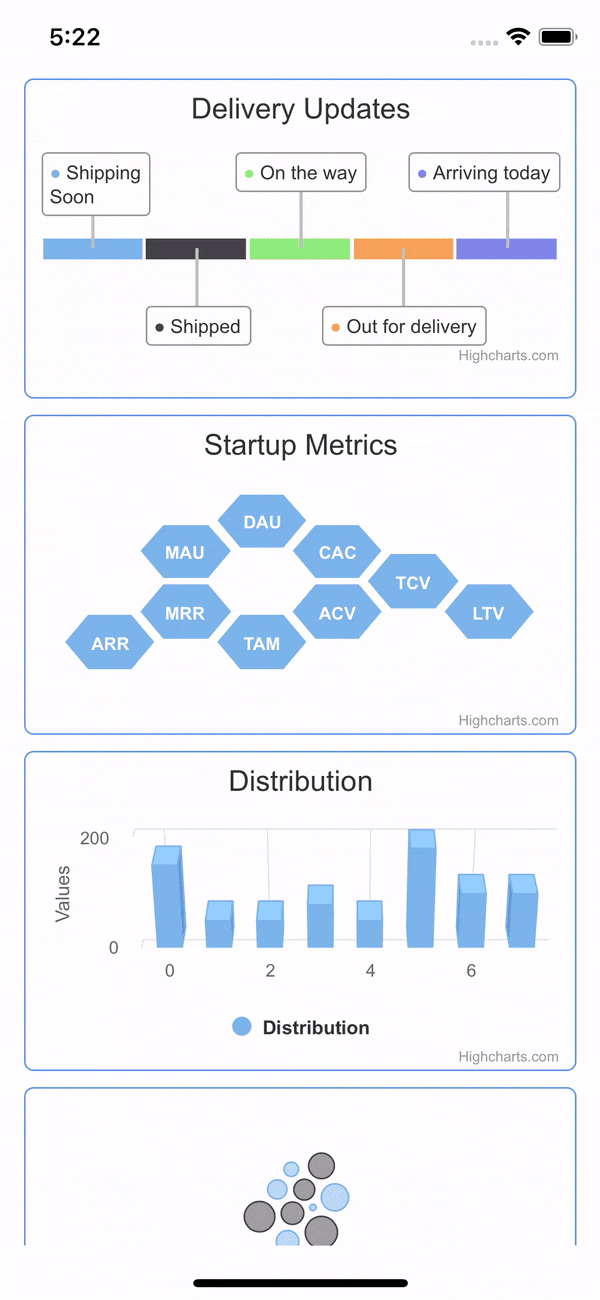 5:22
Delivery Updates
Shipping
Soon
On the way
Arriving today
Shipped
Out for delivery
Highcharts.com
Startup Metrics
DAU
MAU
CAC
TCV
MRR
ACV
LTV
ARR
TAM
Highcharts.com
Distribution
200
Values
0
0
2
4
6
Distribution
Highcharts.com